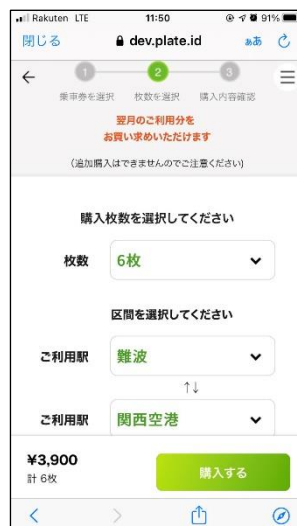 Rakuten LTE 11:50 91%
閉じる dev.plate.id ぁあ
1 2 3
乗車券を選択 枚数を選択 購入内容確認
翌月のご利用分を
お買い求めいただけます
(追加購入はできませんのでご注意ください)
購入枚数を選択してください
枚数 6枚
区間を選択してください
ご利用駅 難波
↑↓
ご利用駅 関西空港
¥3,900
計 6枚
購入する